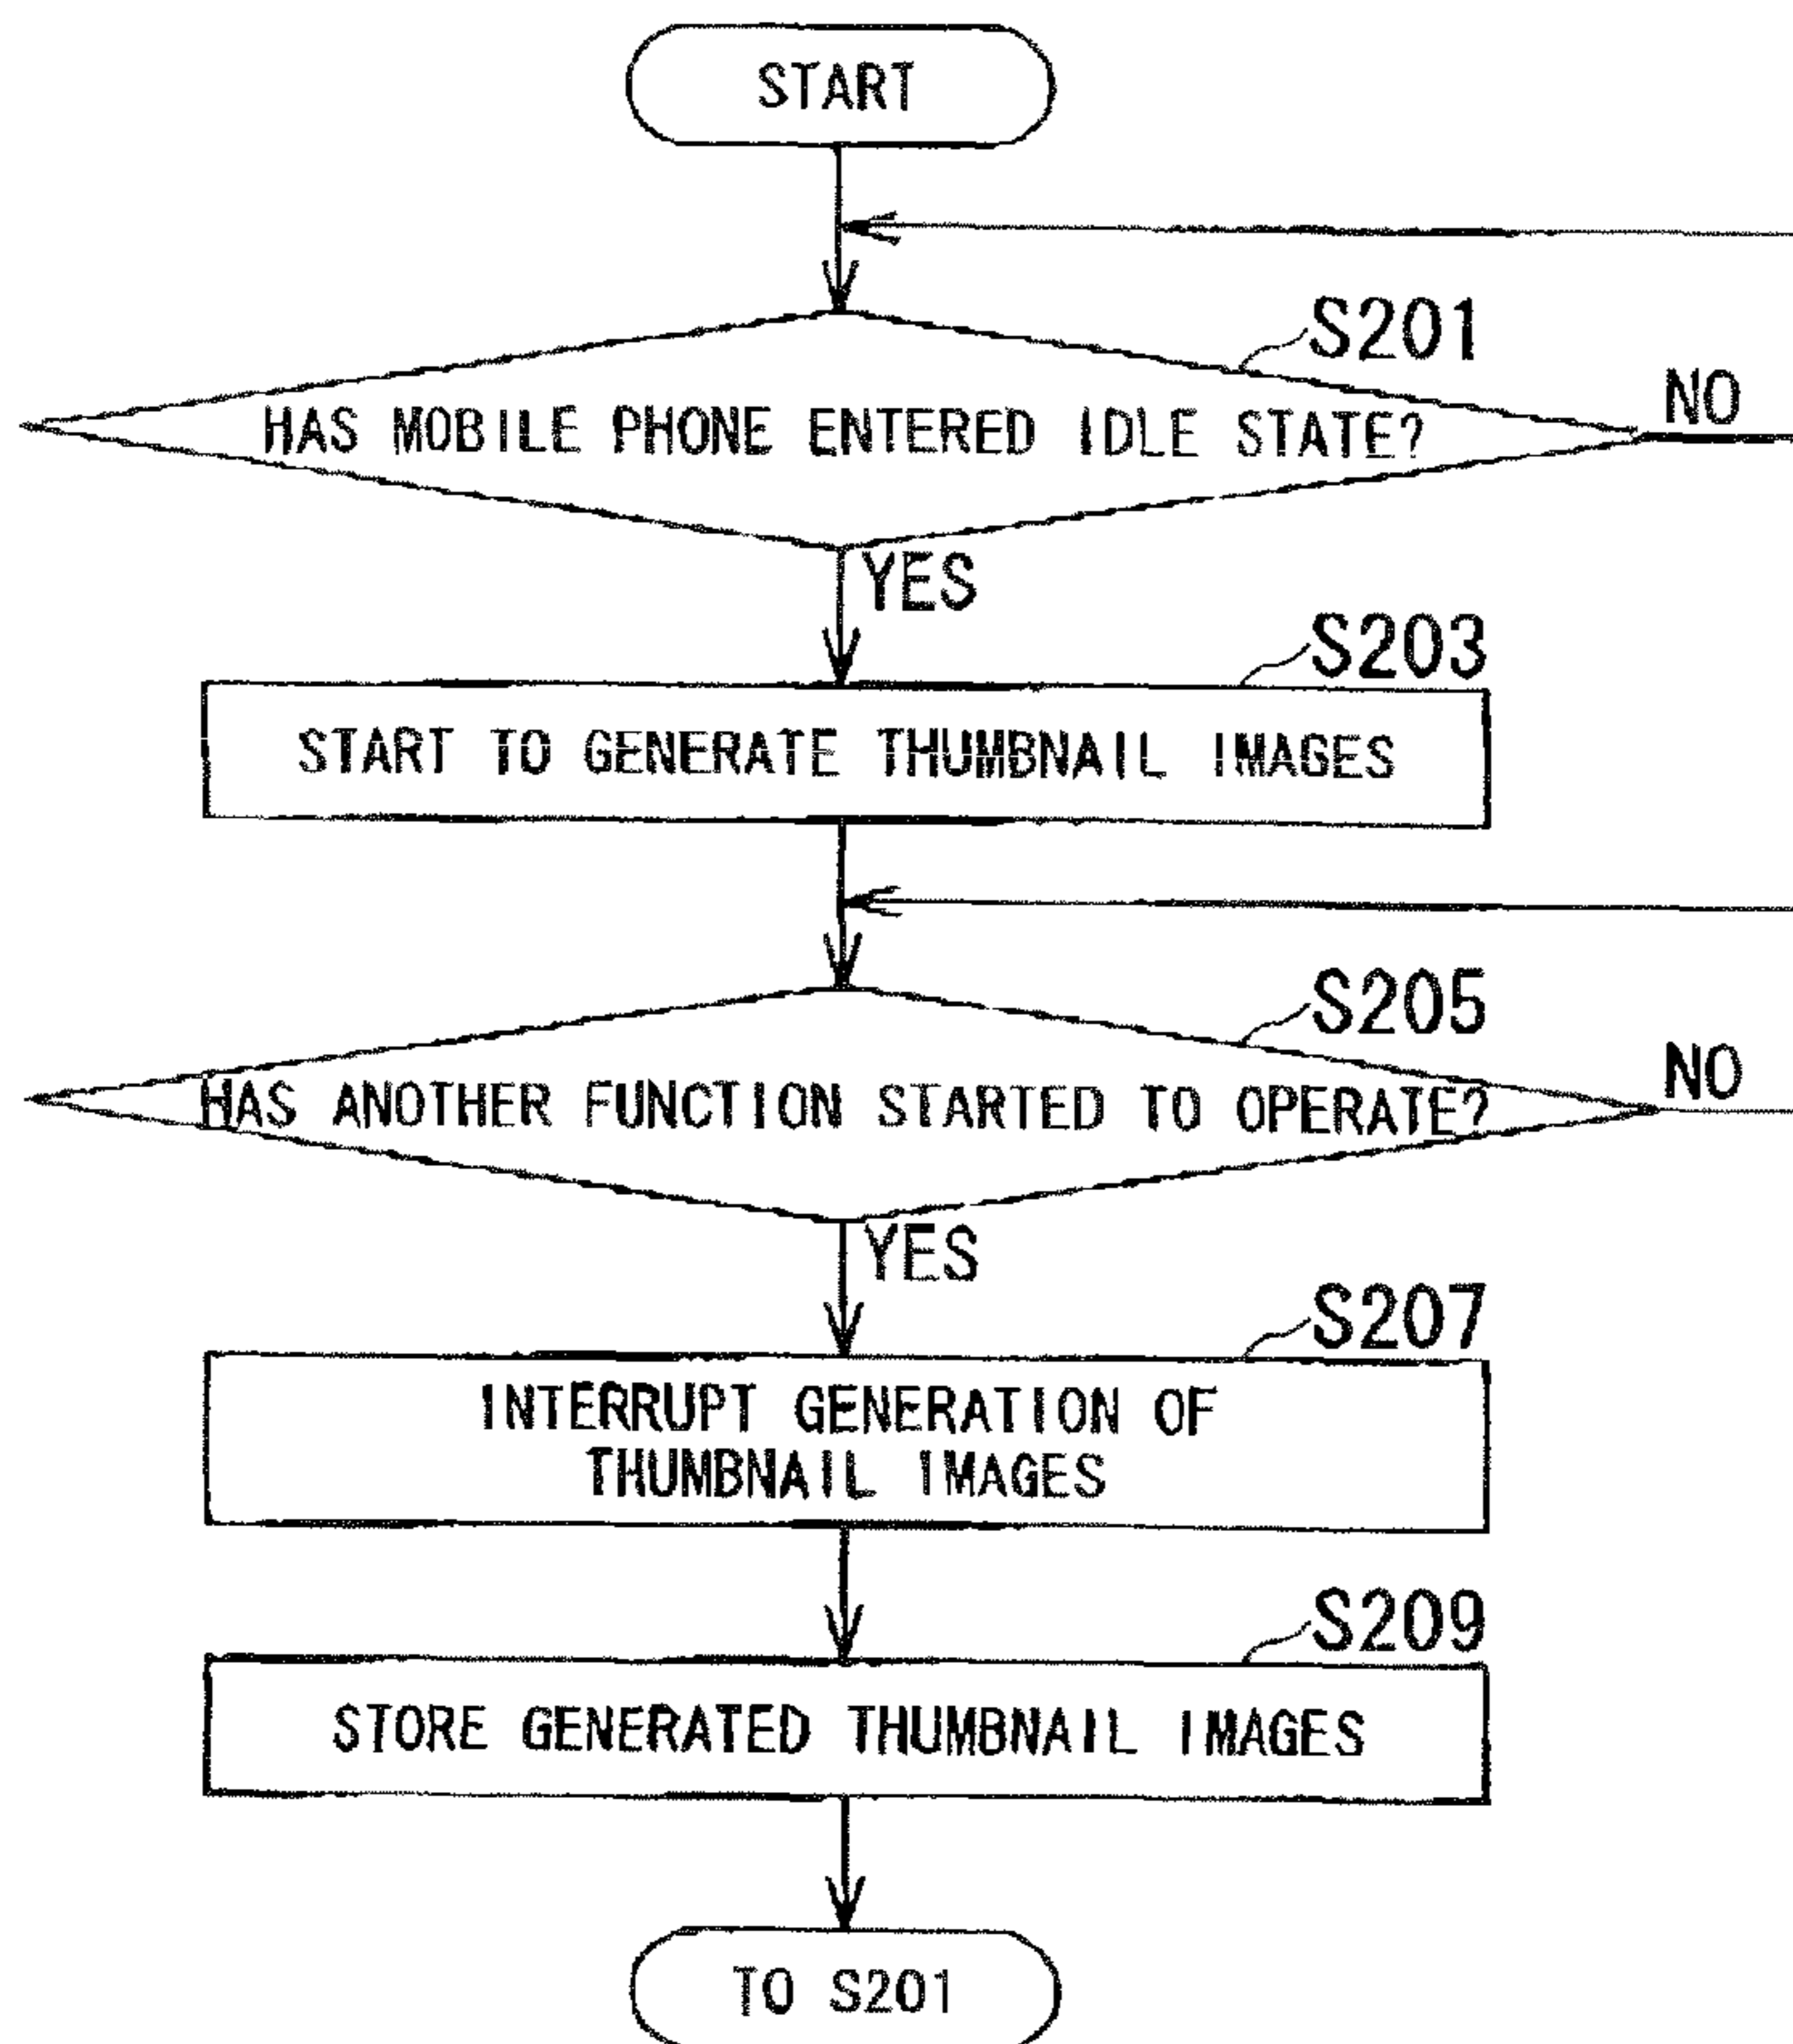 START
S201
HAS MOBILE PHONE ENTERED IDLE STATE?
NO
YES
S203
START TO GENERATE THUMBNAIL IMAGES
S205
HAS ANOTHER FUNCTION STARTED TO OPERATE?
NO
YES
S207
INTERRUPT GENERATION OF
THUMBNAIL IMAGES
S209
STORE GENERATED THUMBNAIL IMAGES
TO S201